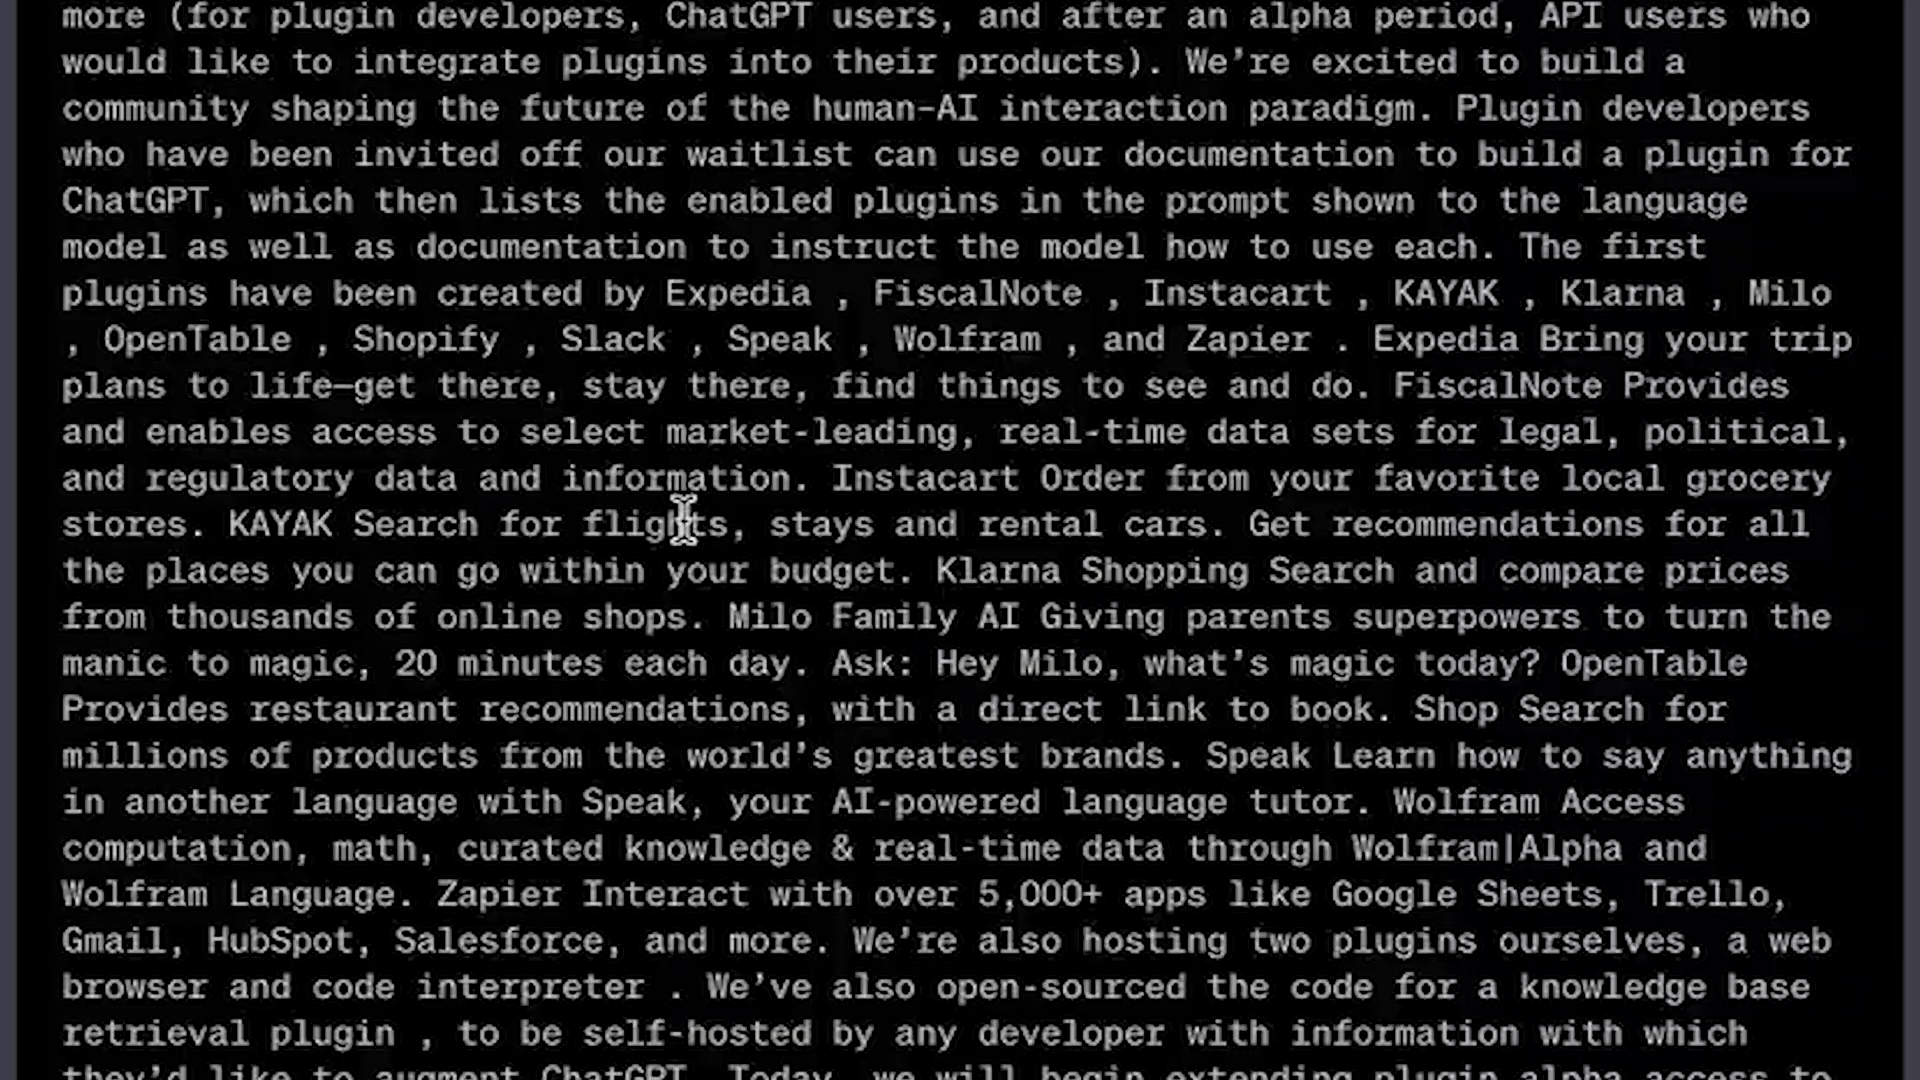 more (for plugin developers, ChatGPT users, and after an alpha period, API users who
would like to integrate plugins into their products). We’re excited to build a
community shaping the future of the human–AI interaction paradigm. Plugin developers
who have been invited off our waitlist can use our documentation to build a plugin for
ChatGPT, which then lists the enabled plugins in the prompt shown to the language
model as well as documentation to instruct the model how to use each. The first
plugins have been created by Expedia , FiscalNote , Instacart , KAYAK , Klarna , Milo
, OpenTable , Shopify , Slack , Speak , Wolfram , and Zapier . Expedia Bring your trip
plans to life—get there, stay there, find things to see and do. FiscalNote Provides
and enables access to select market-leading, real-time data sets for legal, political,
and regulatory data and information. Instacart Order from your favorite local grocery
stores. KAYAK Search for flights, stays and rental cars. Get recommendations for all
the places you can go within your budget. Klarna Shopping Search and compare prices
from thousands of online shops. Milo Family AI Giving parents superpowers to turn the
manic to magic, 20 minutes each day. Ask: Hey Milo, what’s magic today? OpenTable
Provides restaurant recommendations, with a direct link to book. Shop Search for
millions of products from the world’s greatest brands. Speak Learn how to say anything
in another language with Speak, your AI-powered language tutor. Wolfram Access
computation, math, curated knowledge & real-time data through Wolfram|Alpha and
Wolfram Language. Zapier Interact with over 5,000+ apps like Google Sheets, Trello,
Gmail, HubSpot, Salesforce, and more. We’re also hosting two plugins ourselves, a web
browser and code interpreter . We’ve also open-sourced the code for a knowledge base
retrieval plugin , to be self-hosted by any developer with information with which
they’d like to augment ChatGPT. Today, we will begin extending plugin alpha access to